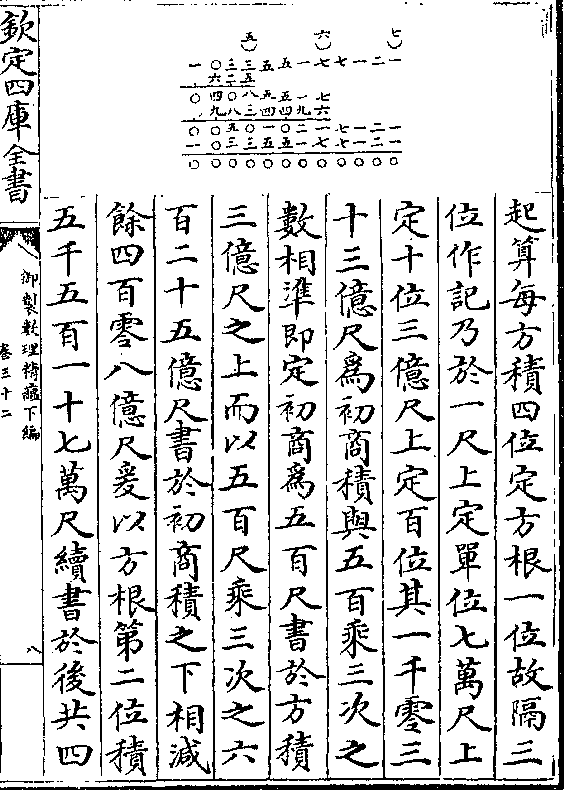 七 六 五
一〇三三五五一七七一二一
六二五
〇四〇八五五一七
九八三四四九六
〇〇五〇一〇二一七一二一
一〇三三五五一七七一二一
〇〇〇〇〇〇〇〇〇〇〇〇
起算每方積四位定方根一位故隔三
位作記乃於一尺上定單位七萬尺上
定十位三億尺上定百位其一千零三
十三億尺為初商積與五百乘三次之
數相準即定初商為五百尺書於方積
三億尺之上而以五百尺乘三次之六
百二十五億尺書於初商積之下相減
餘四百零八億尺爰以方根第二位積
五千五百一十七萬尺續書於後共四
欽定四庫全書
御製數理精蘊下編
卷三十二
八